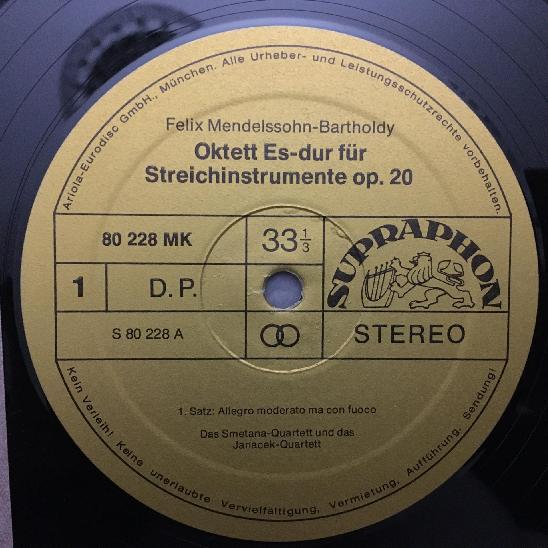 Ariola-Eurodisc GmbH., München. Alle Urheber- und Leistungsschutzrechte vorbehalten.
Felix Mendelssohn-Bartholdy
Oktett Es-dur für
Streichinstrumente op. 20
80 228 MK
33 1/3
SUPRAPHON
1
D. P.
S 80 228 A
STEREO
1. Satz: Allegro moderato ma con fuoco
Das Smetana-Quartett und das
Janacek-Quartett
Kein Verleih! Keine unerlaubte Vervielfältigung, Vermietung, Aufführung, Sendung!